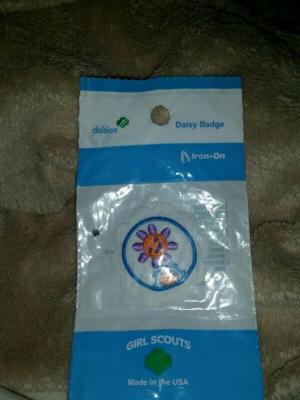 daisies
Daisy Badge
Iron-On
GIRL SCOUTS
Made in the USA